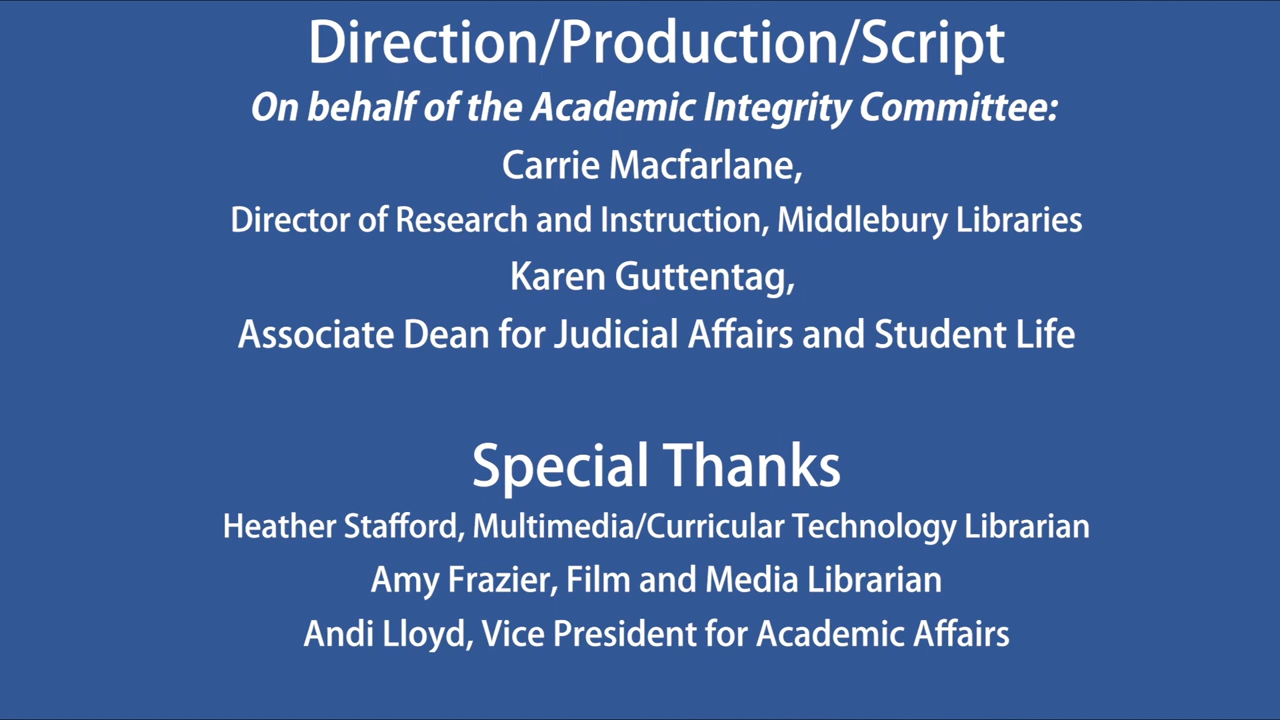 Direction/Production/Script
On behalf of the Academic Integrity Committee:
Carrie Macfarlane,
Director of Research and Instruction, Middlebury Libraries
Karen Guttentag,
Associate Dean for Judicial Affairs and Student Life
Special Thanks
Heather Stafford, Multimedia/Curricular Technology Librarian
Amy Frazier, Film and Media Librarian
Andi Lloyd, Vice President for Academic Affairs